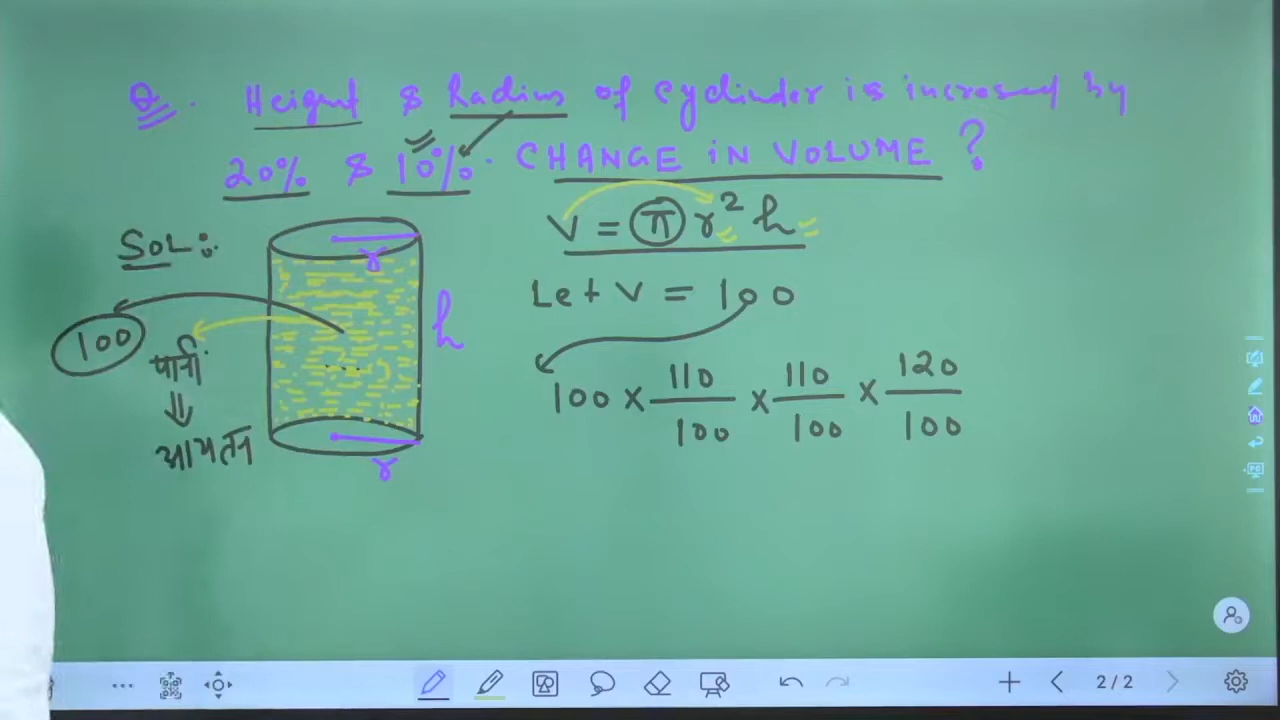 Q. Height & Radius of cylinder is incresed by
20% & 10%. CHANGE IN VOLUME ?
SOL:
V = π r² h
r
Let V = 100
h
100
पानी
⇓
आयतन
100 × 110/100 × 110/100 × 120/100
r
2/2